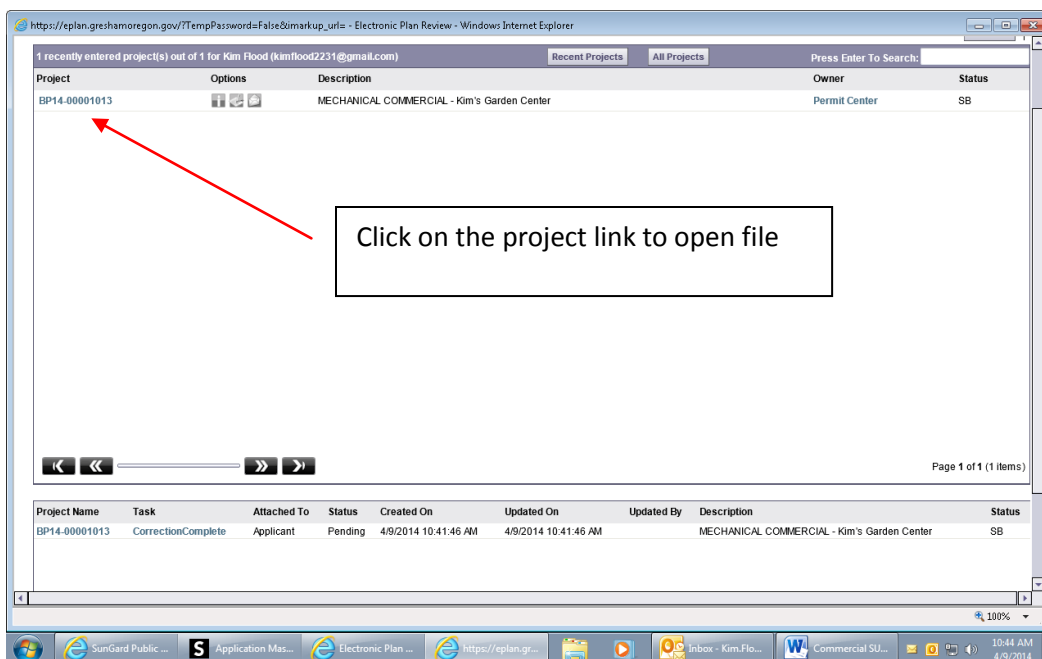 https://eplan.greshamoregon.gov/?TempPassword=False&imarkup_url= - Electronic Plan Review - Windows Internet Explorer
1 recently entered project(s) out of 1 for Kim Flood (kimflood2231@gmail.com) Recent Projects All Projects Press Enter To Search:
Project Options Description Owner Status
BP14-00001013 MECHANICAL COMMERCIAL - Kim's Garden Center Permit Center SB
Click on the project link to open file
Page 1 of 1 (1 items)
Project Name Task Attached To Status Created On Updated On Updated By Description Status
BP14-00001013 CorrectionComplete Applicant Pending 4/9/2014 10:41:46 AM 4/9/2014 10:41:46 AM MECHANICAL COMMERCIAL - Kim's Garden Center SB
100%
SunGard Public ... Application Mas... Electronic Plan ... https://eplan.gr... Inbox - Kim.Flo... Commercial SU... 10:44 AM
4/9/2014